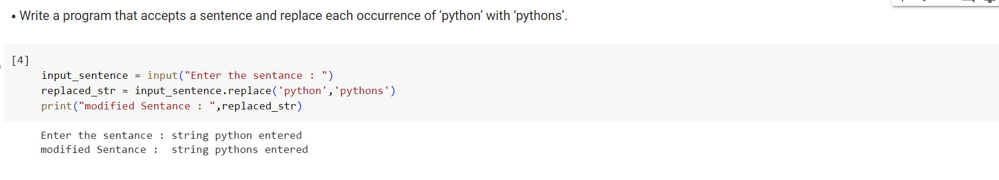 • Write a program that accepts a sentence and replace each occurrence of ‘python’ with ‘pythons’.
[4]
input_sentence = input("Enter the sentance : ")
replaced_str = input_sentence.replace('python','pythons')
print("modified Sentance : ",replaced_str)
Enter the sentance : string python entered
modified Sentance :  string pythons entered